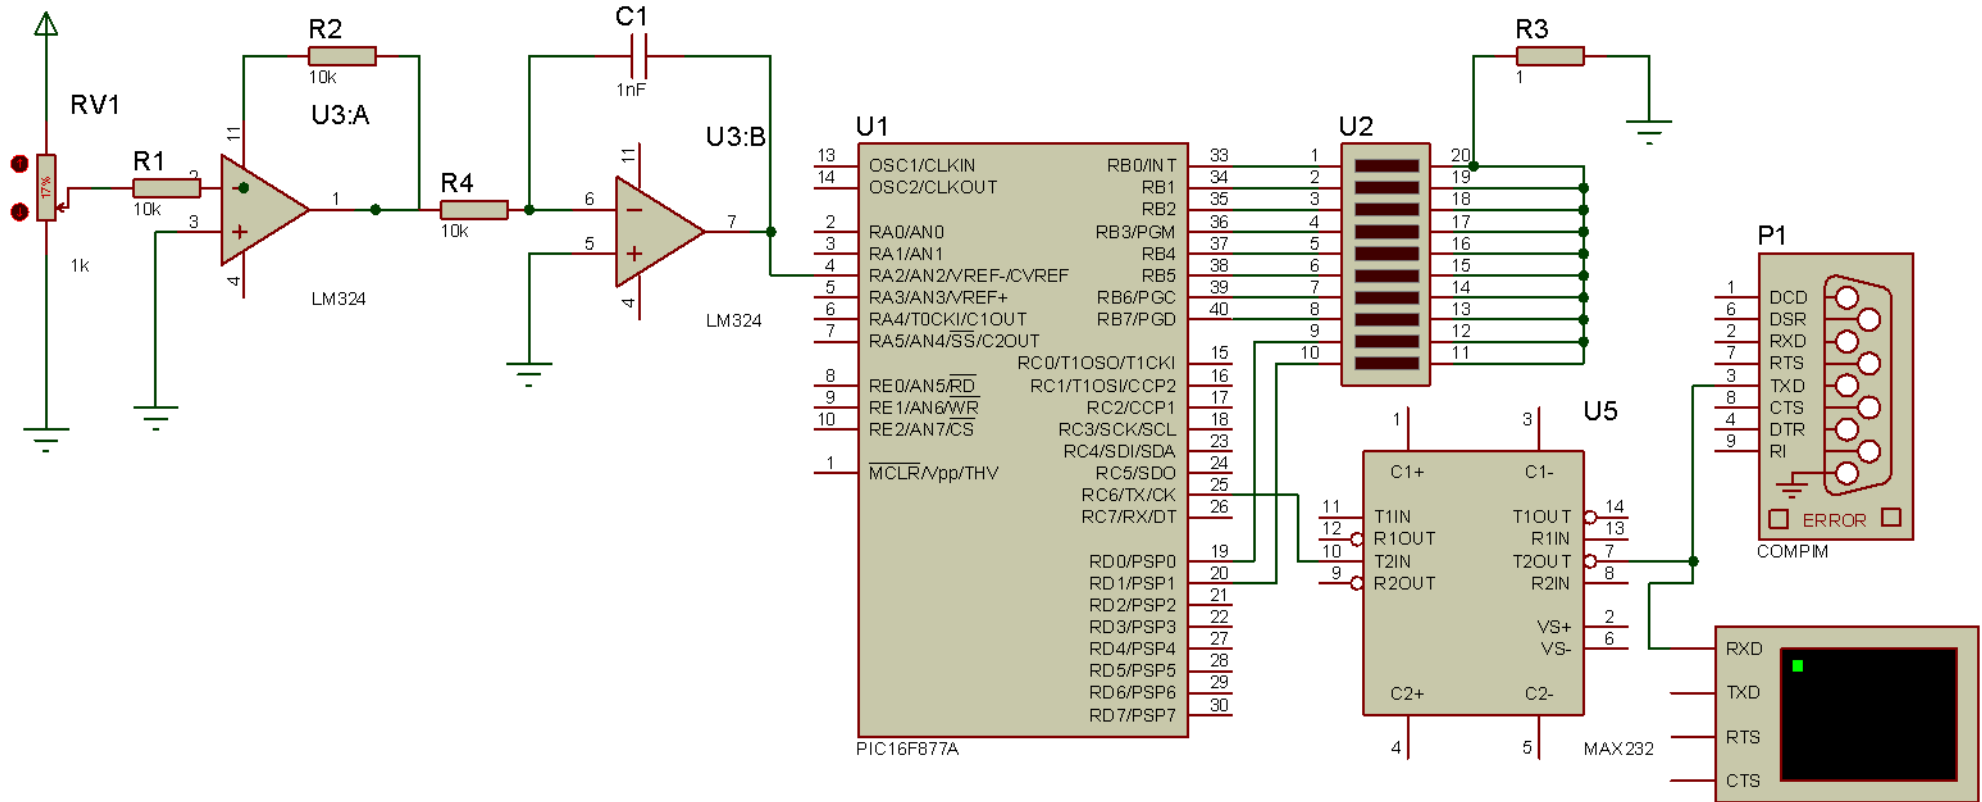 RV1
17%
1k
R1
10k
R2
10k
U3:A
11
2
3
1
4
LM324
R4
10k
C1
1nF
U3:B
11
6
5
7
4
LM324
U1
13 OSC1/CLKIN
14 OSC2/CLKOUT
2 RA0/AN0
3 RA1/AN1
4 RA2/AN2/VREF-/CVREF
5 RA3/AN3/VREF+
6 RA4/T0CKI/C1OUT
7 RA5/AN4/SS/C2OUT
8 RE0/AN5/RD
9 RE1/AN6/WR
10 RE2/AN7/CS
1 MCLR/Vpp/THV
RB0/INT 33
RB1 34
RB2 35
RB3/PGM 36
RB4 37
RB5 38
RB6/PGC 39
RB7/PGD 40
RC0/T1OSO/T1CKI 15
RC1/T1OSI/CCP2 16
RC2/CCP1 17
RC3/SCK/SCL 18
RC4/SDI/SDA 23
RC5/SDO 24
RC6/TX/CK 25
RC7/RX/DT 26
RD0/PSP0 19
RD1/PSP1 20
RD2/PSP2 21
RD3/PSP3 22
RD4/PSP4 27
RD5/PSP5 28
RD6/PSP6 29
RD7/PSP7 30
PIC16F877A
U2
1 20
2 19
3 18
4 17
5 16
6 15
7 14
8 13
9 12
10 11
R3
1
U5
1 3
C1+ C1-
11 T1IN T1OUT 14
12 R1OUT R1IN 13
10 T2IN T2OUT 7
9 R2OUT R2IN 8
VS+ 2
VS- 6
C2+ C2-
4 5
MAX232
P1
1 DCD
6 DSR
2 RXD
7 RTS
3 TXD
8 CTS
4 DTR
9 RI
ERROR
COMPIM
RXD
TXD
RTS
CTS